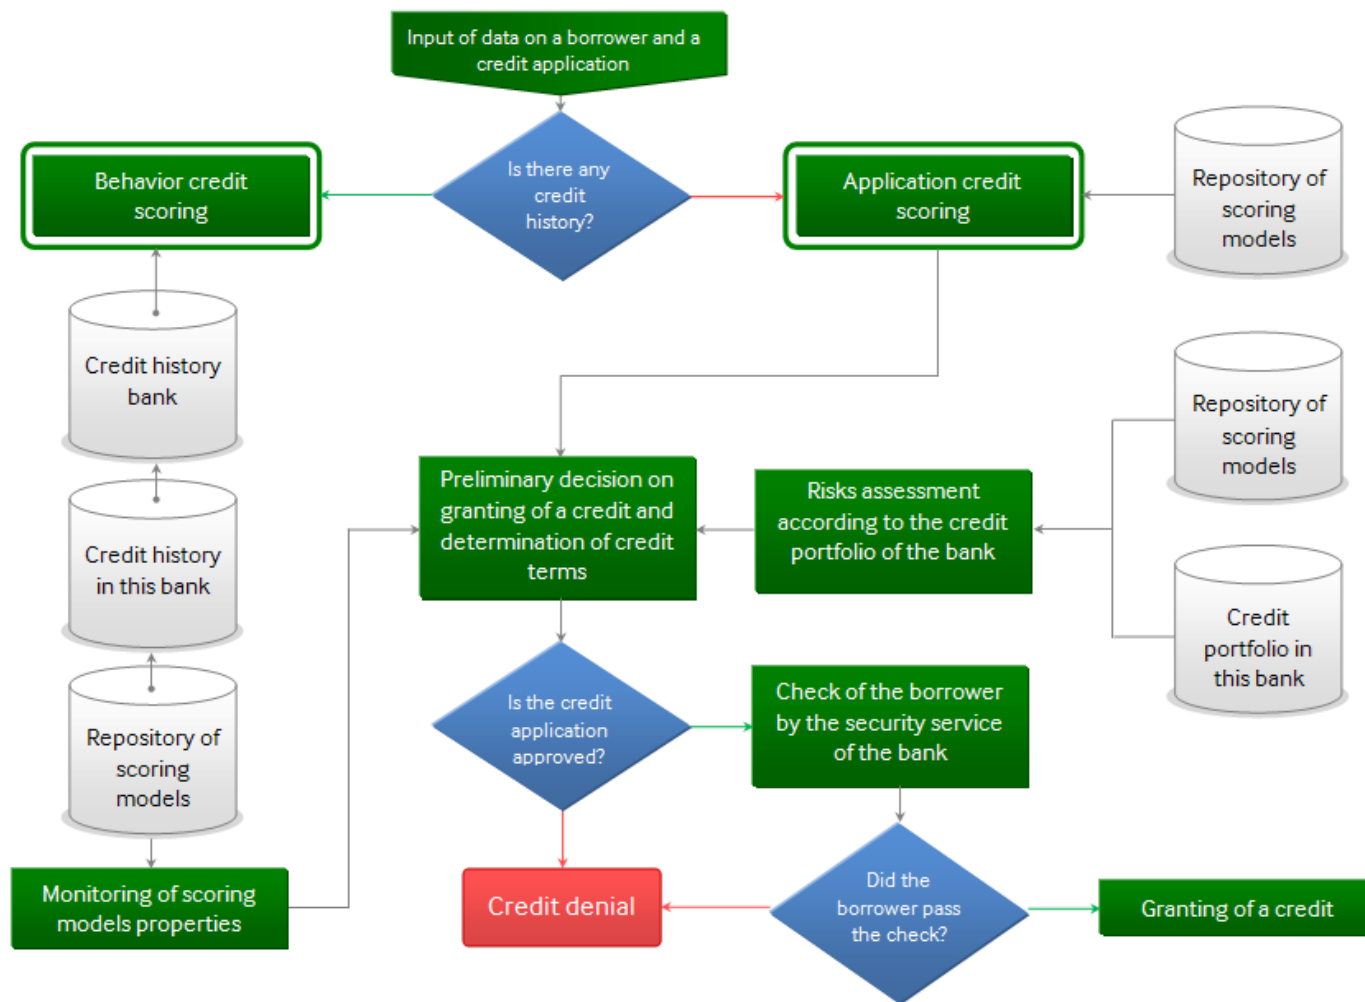 Input of data on a borrower and a
credit application
Is there any
credit
history?
Behavior credit
scoring
Application credit
scoring
Repository of
scoring
models
Credit history
bank
Repository of
scoring
models
Preliminary decision on
granting of a credit and
determination of credit
terms
Risks assessment
according to the credit
portfolio of the bank
Credit history
in this bank
Credit
portfolio in
this bank
Is the credit
application
approved?
Check of the borrower
by the security service
of the bank
Repository of
scoring
models
Monitoring of scoring
models properties
Credit denial
Did the
borrower pass
the check?
Granting of a credit